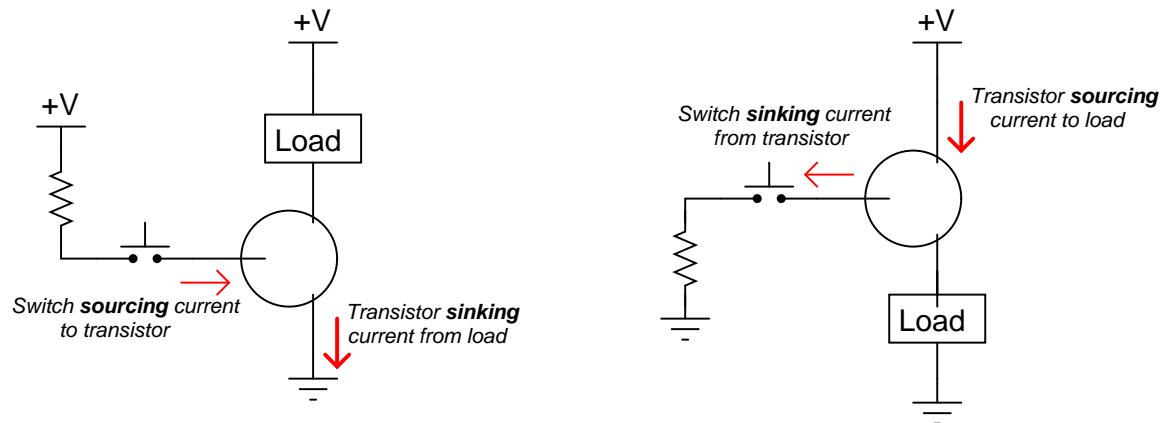 +V
+V
Load
Switch sourcing current
to transistor
Transistor sinking
current from load
+V
Switch sinking current
from transistor
Transistor sourcing
current to load
Load